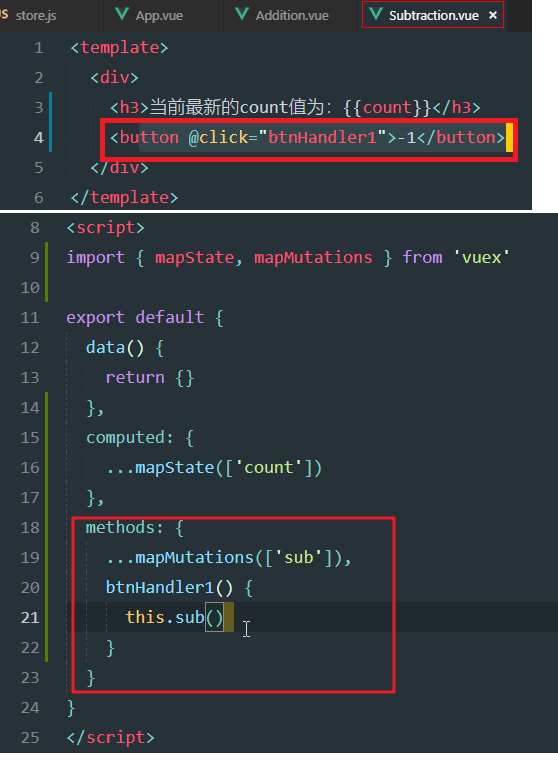 JS store.js App.vue Addition.vue Subtraction.vue ×
1 <template>
2 <div>
3 <h3>当前最新的count值为：{{count}}</h3>
4 <button @click="btnHandler1">-1</button>
5 </div>
6 </template>
8 <script>
9 import { mapState, mapMutations } from 'vuex'
10
11 export default {
12 data() {
13 return {}
14 },
15 computed: {
16 ...mapState(['count'])
17 },
18 methods: {
19 ...mapMutations(['sub']),
20 btnHandler1() {
21 this.sub()
22 }
23 }
24 }
25 </script>